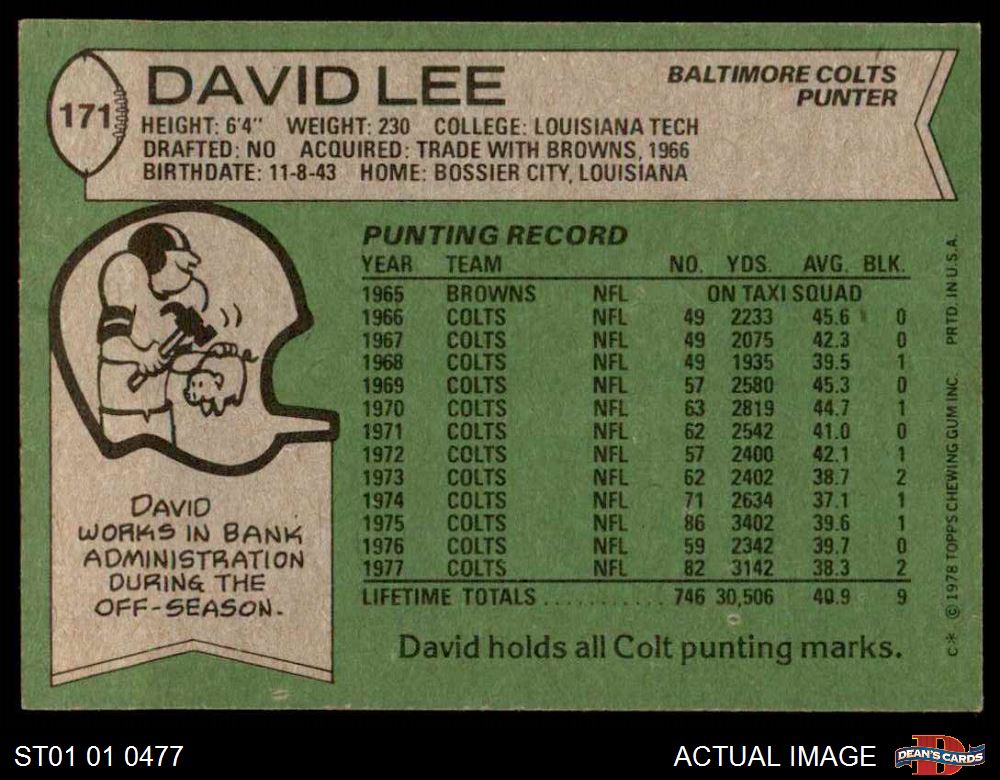 171
DAVID LEE
BALTIMORE COLTS
PUNTER
HEIGHT: 6'4" WEIGHT: 230 COLLEGE: LOUISIANA TECH
DRAFTED: NO ACQUIRED: TRADE WITH BROWNS, 1966
BIRTHDATE: 11-8-43 HOME: BOSSIER CITY, LOUISIANA
DAVID
WORKS IN BANK
ADMINISTRATION
DURING THE
OFF-SEASON.
PUNTING RECORD
YEAR TEAM NO. YDS. AVG. BLK.
1965 BROWNS NFL ON TAXI SQUAD
1966 COLTS NFL 49 2233 45.6 0
1967 COLTS NFL 49 2075 42.3 0
1968 COLTS NFL 49 1935 39.5 1
1969 COLTS NFL 57 2580 45.3 0
1970 COLTS NFL 63 2819 44.7 1
1971 COLTS NFL 62 2542 41.0 0
1972 COLTS NFL 57 2400 42.1 1
1973 COLTS NFL 62 2402 38.7 2
1974 COLTS NFL 71 2634 37.1 1
1975 COLTS NFL 86 3402 39.6 1
1976 COLTS NFL 59 2342 39.7 0
1977 COLTS NFL 82 3142 38.3 2
LIFETIME TOTALS ............ 746 30,506 40.9 9
David holds all Colt punting marks.
C* © 1978 TOPPS CHEWING GUM INC. PRTD. IN U.S.A.
ST01 01 0477
ACTUAL IMAGE
D
DEAN'S CARDS